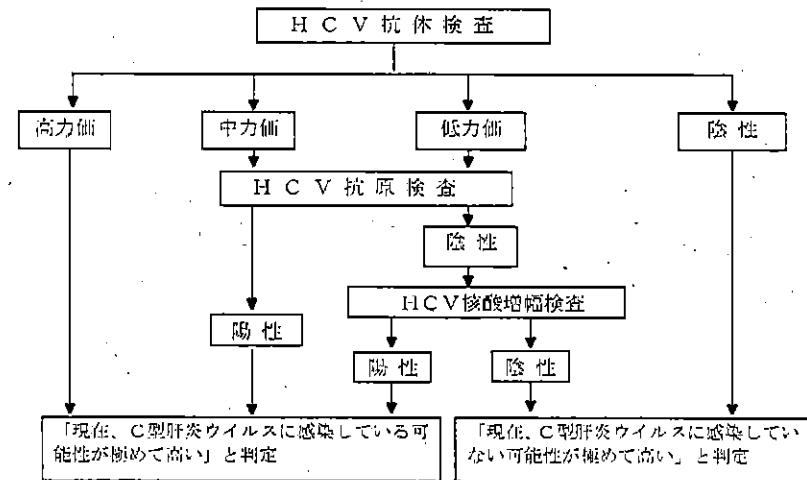 HCV抗体検査
高力価 中力価 低力価 陰性
HCV抗原検査
陰性
HCV核酸増幅検査
陽性
陽性 陰性
「現在、C型肝炎ウイルスに感染している可
能性が極めて高い」と判定
「現在、C型肝炎ウイルスに感染してい
ない可能性が極めて高い」と判定